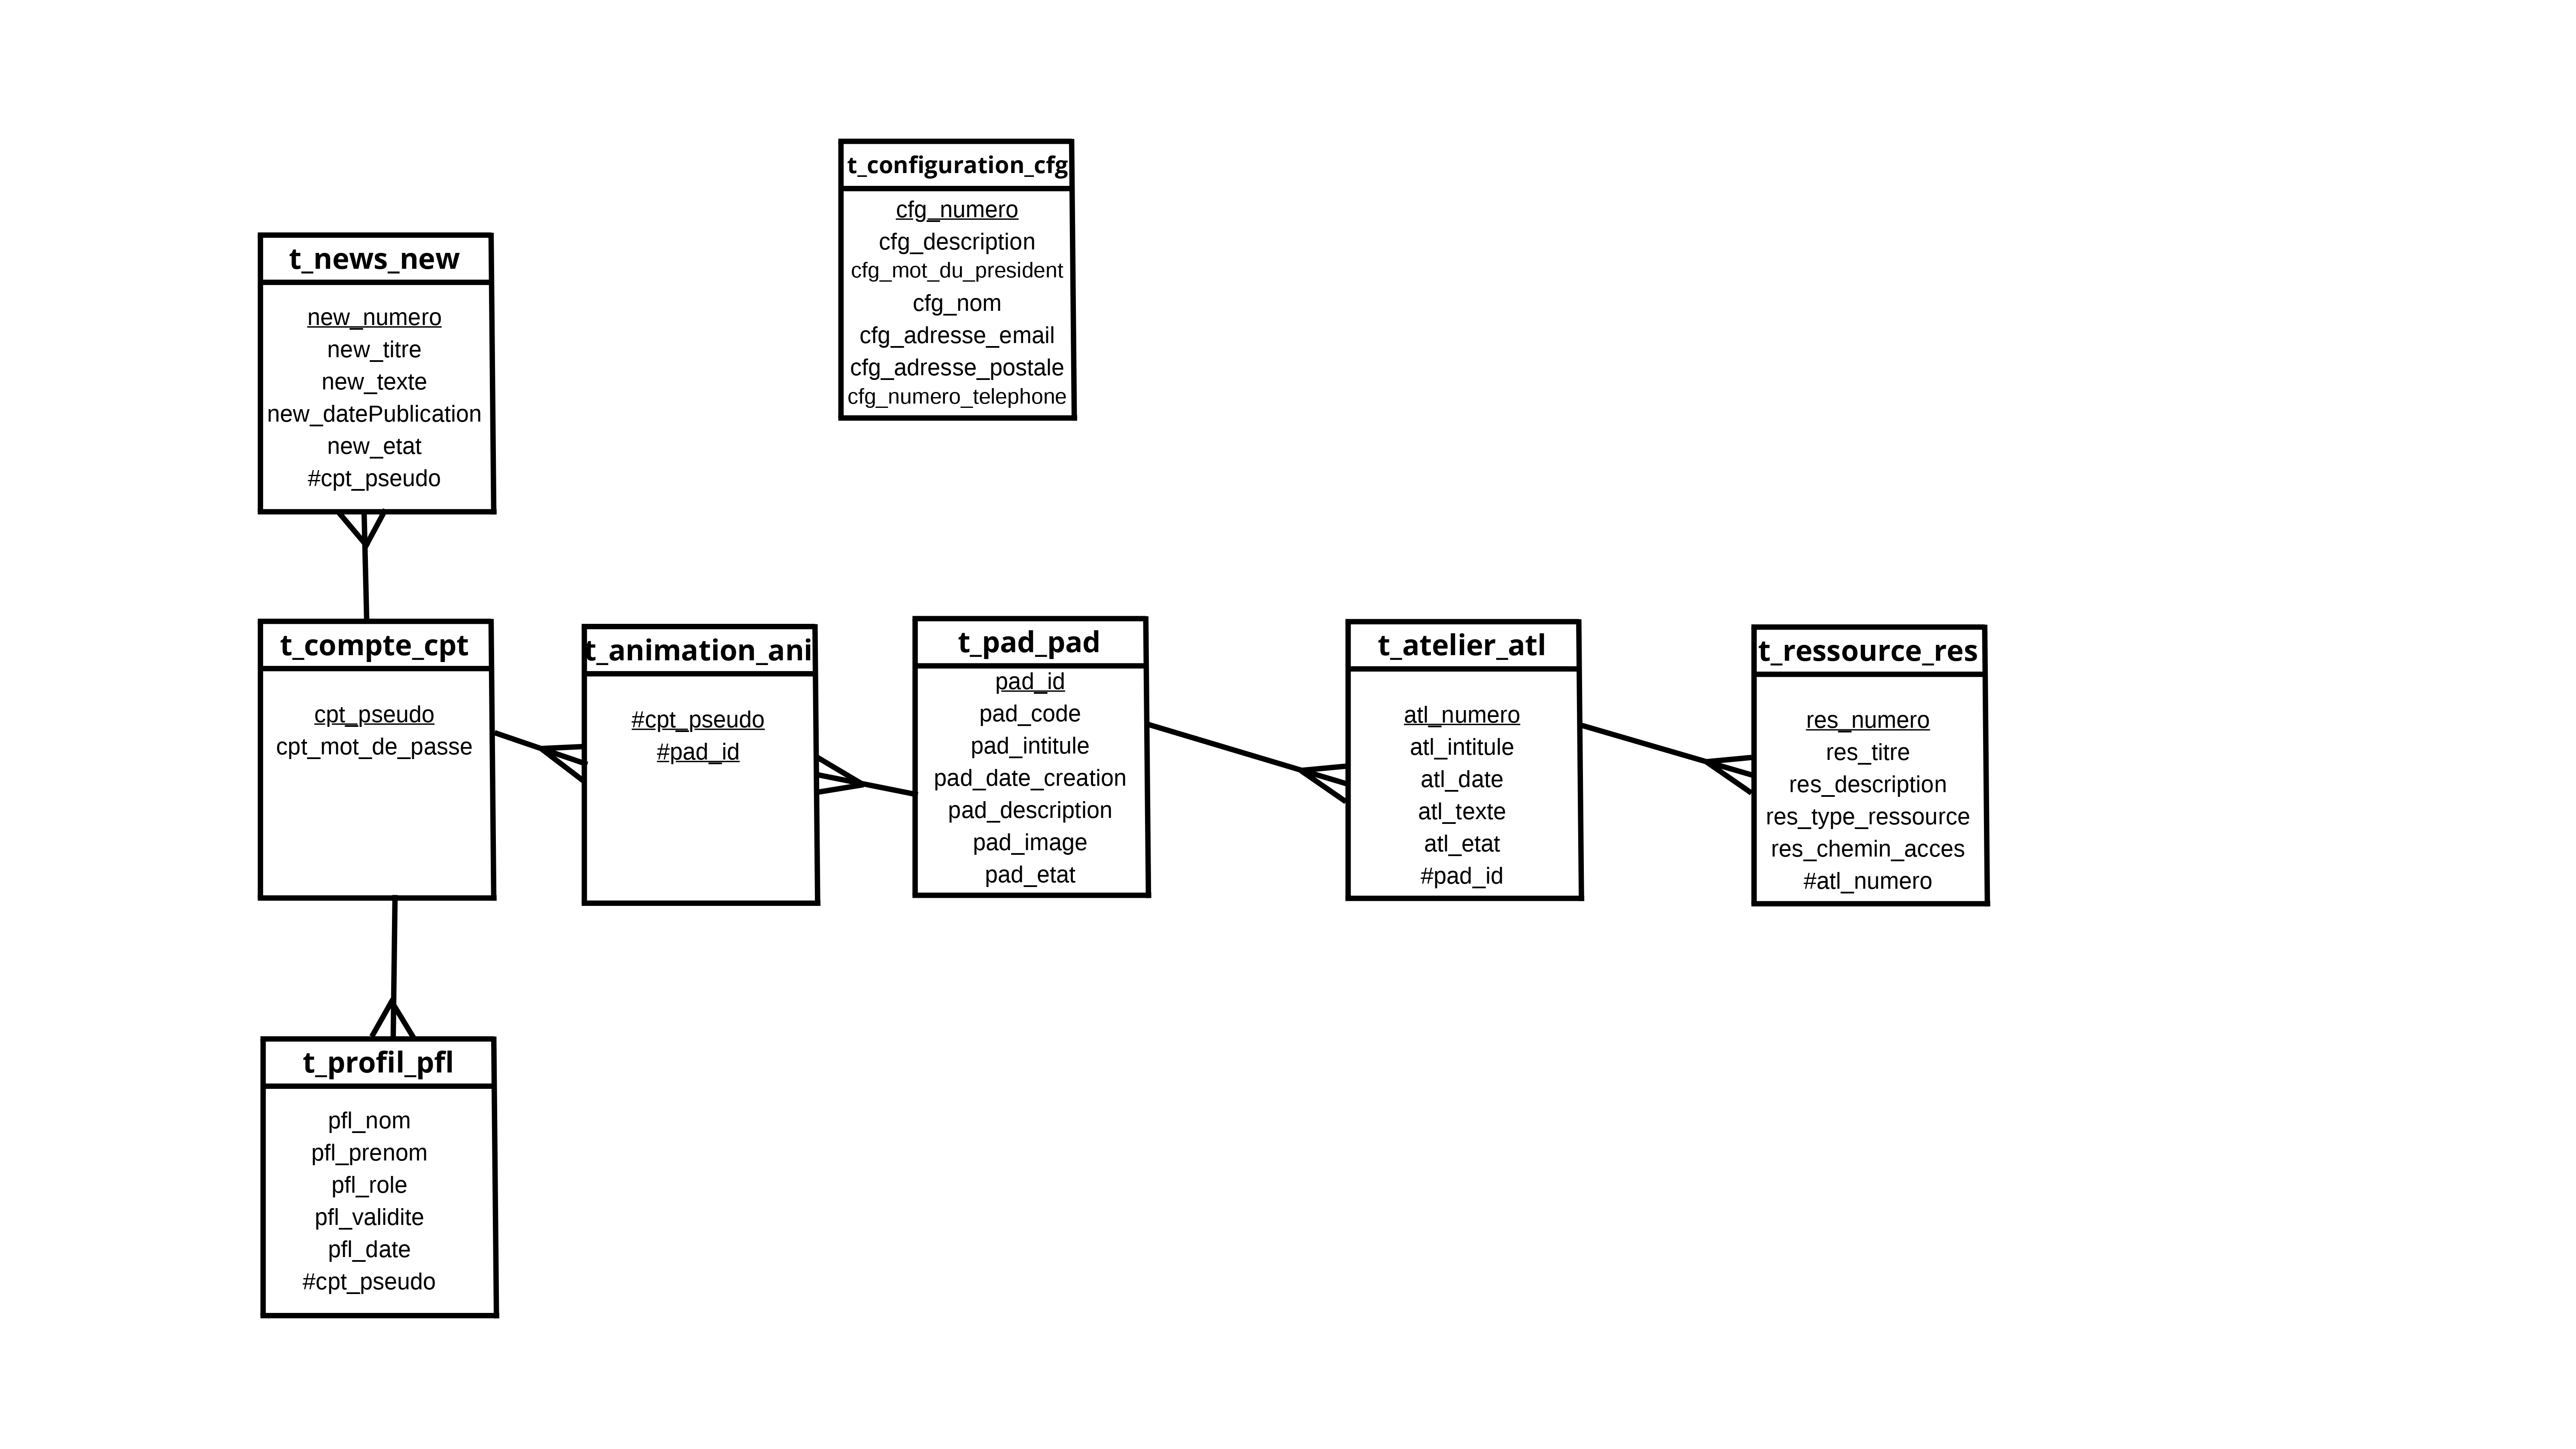 t_configuration_cfg
cfg_numero
cfg_description
cfg_mot_du_president
cfg_nom
cfg_adresse_email
cfg_adresse_postale
cfg_numero_telephone
t_news_new
new_numero
new_titre
new_texte
new_datePublication
new_etat
#cpt_pseudo
t_compte_cpt
cpt_pseudo
cpt_mot_de_passe
t_animation_ani
#cpt_pseudo
#pad_id
t_pad_pad
pad_id
pad_code
pad_intitule
pad_date_creation
pad_description
pad_image
pad_etat
t_atelier_atl
atl_numero
atl_intitule
atl_date
atl_texte
atl_etat
#pad_id
t_ressource_res
res_numero
res_titre
res_description
res_type_ressource
res_chemin_acces
#atl_numero
t_profil_pfl
pfl_nom
pfl_prenom
pfl_role
pfl_validite
pfl_date
#cpt_pseudo